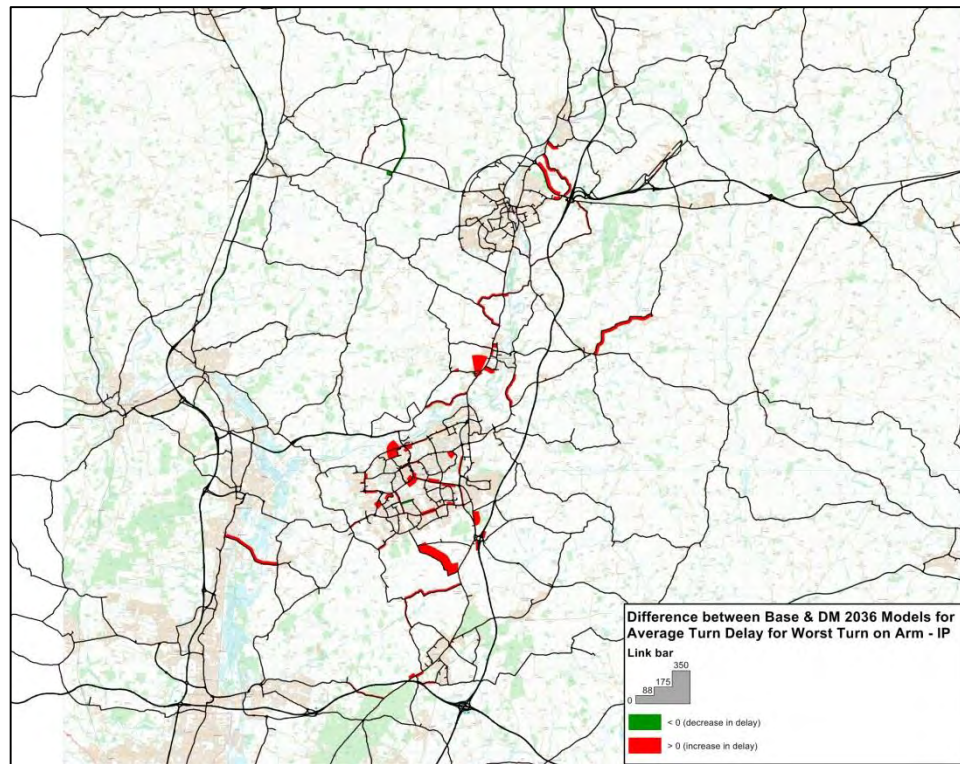 Difference between Base & DM 2036 Models for
Average Turn Delay for Worst Turn on Arm - IP
Link bar
350
175
88
0
< 0 (decrease in delay)
> 0 (increase in delay)